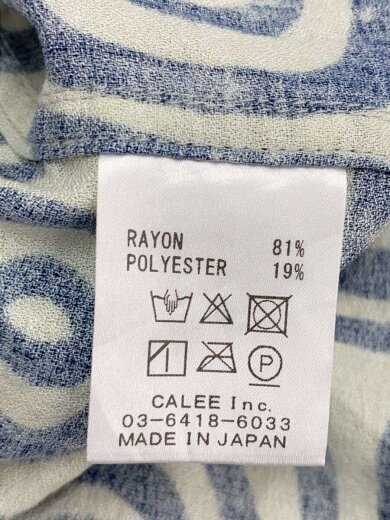 RAYON 81%
POLYESTER 19%
P
CALEE Inc.
03-6418-6033
MADE IN JAPAN